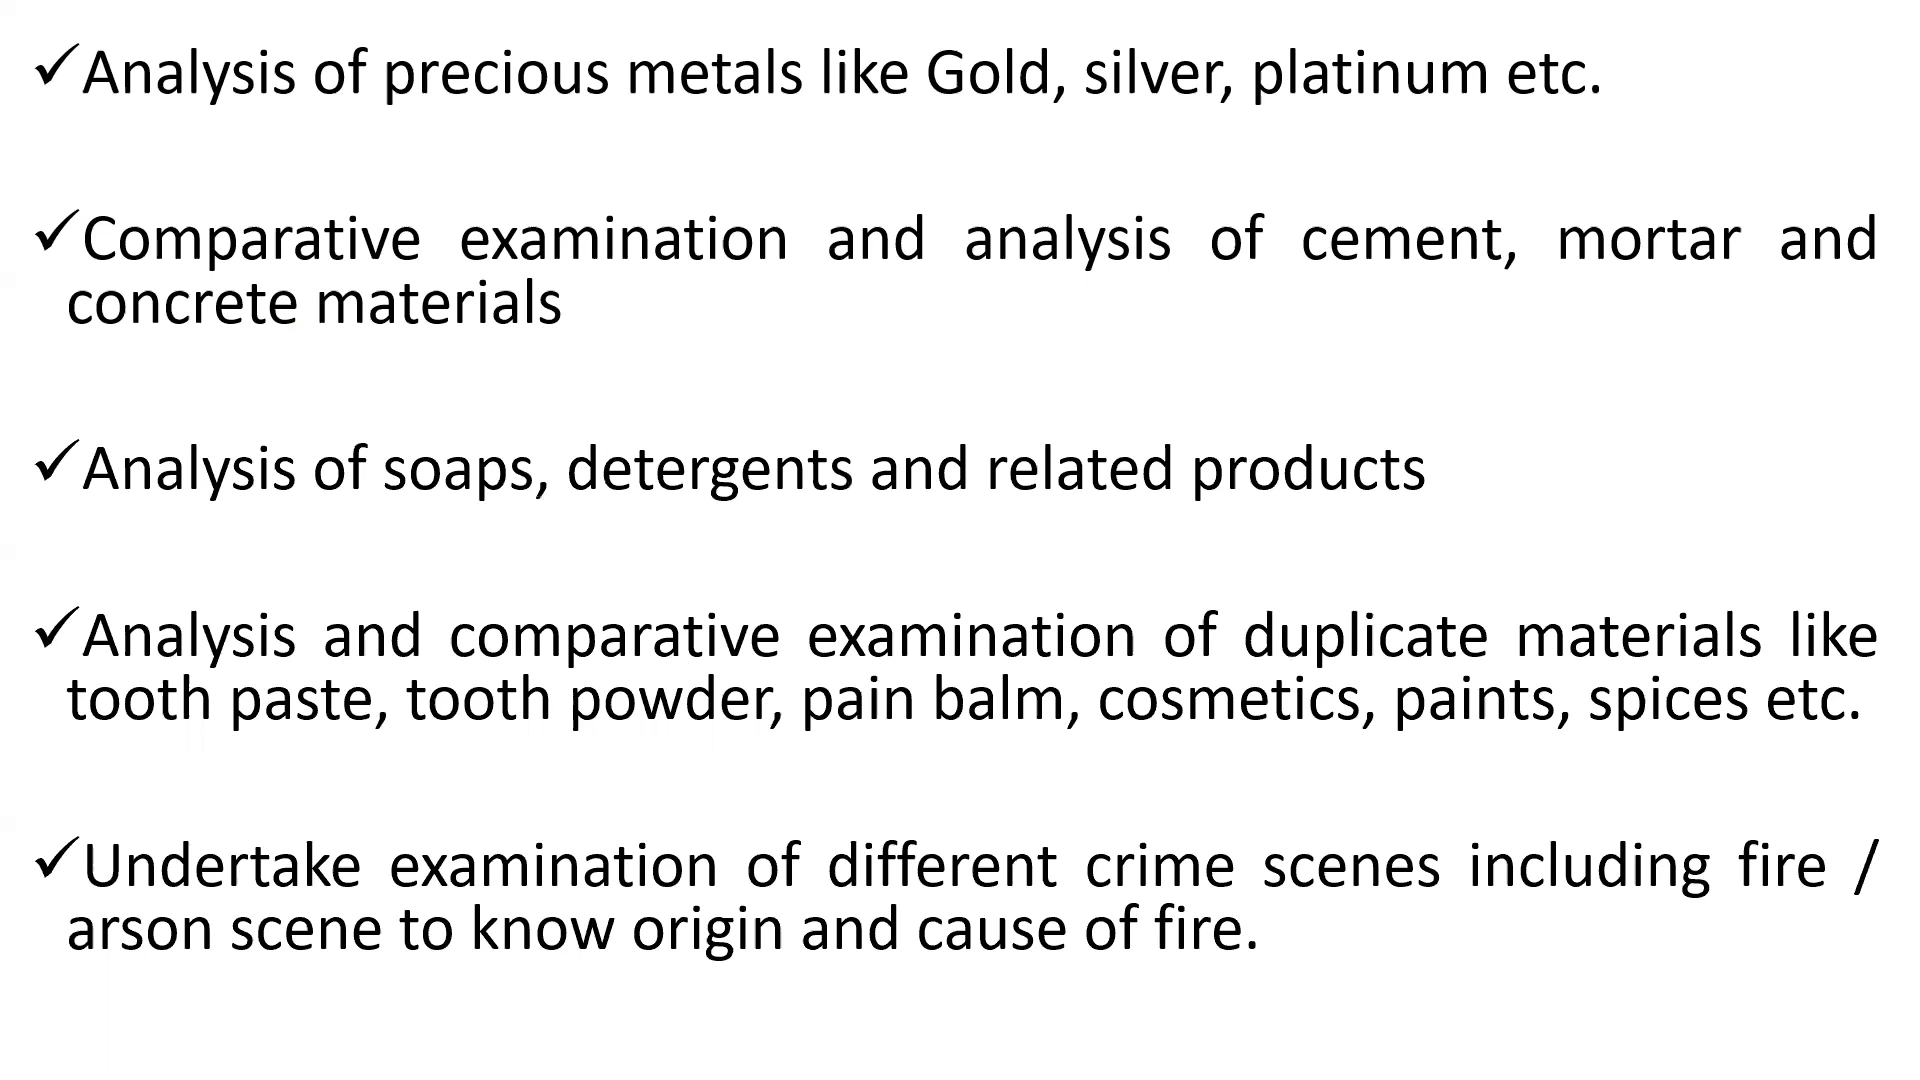 ✓Analysis of precious metals like Gold, silver, platinum etc.
✓Comparative examination and analysis of cement, mortar and
concrete materials
✓Analysis of soaps, detergents and related products
✓Analysis and comparative examination of duplicate materials like
tooth paste, tooth powder, pain balm, cosmetics, paints, spices etc.
✓Undertake examination of different crime scenes including fire /
arson scene to know origin and cause of fire.